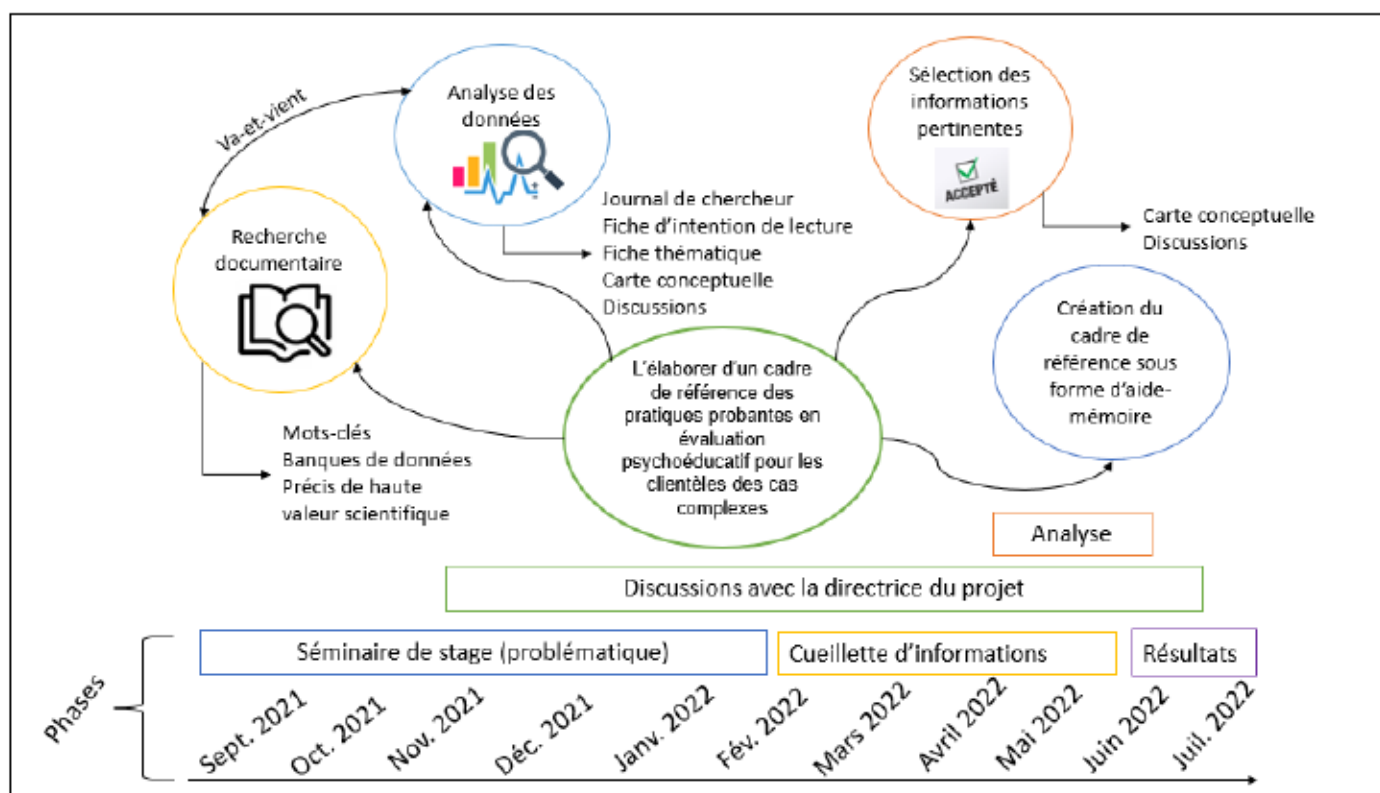 Va-et-vient
Analyse des
données
Sélection des
informations
pertinentes
ACCEPTÉ
Recherche
documentaire
Journal de chercheur
Fiche d'intention de lecture
Fiche thématique
Carte conceptuelle
Discussions
Carte conceptuelle
Discussions
Création du
cadre de
référence sous
forme d'aide-
mémoire
L'élaborer d'un cadre
de référence des
pratiques probantes en
évaluation
psychoéducatif pour les
clientèles des cas
complexes
Mots-clés
Banques de données
Précis de haute
valeur scientifique
Analyse
Discussions avec la directrice du projet
Séminaire de stage (problématique)
Cueillette d'informations
Résultats
Phases
Sept. 2021
Oct. 2021
Nov. 2021
Déc. 2021
Janv. 2022
Fév. 2022
Mars 2022
Avril 2022
Mai 2022
Juin 2022
Juil. 2022